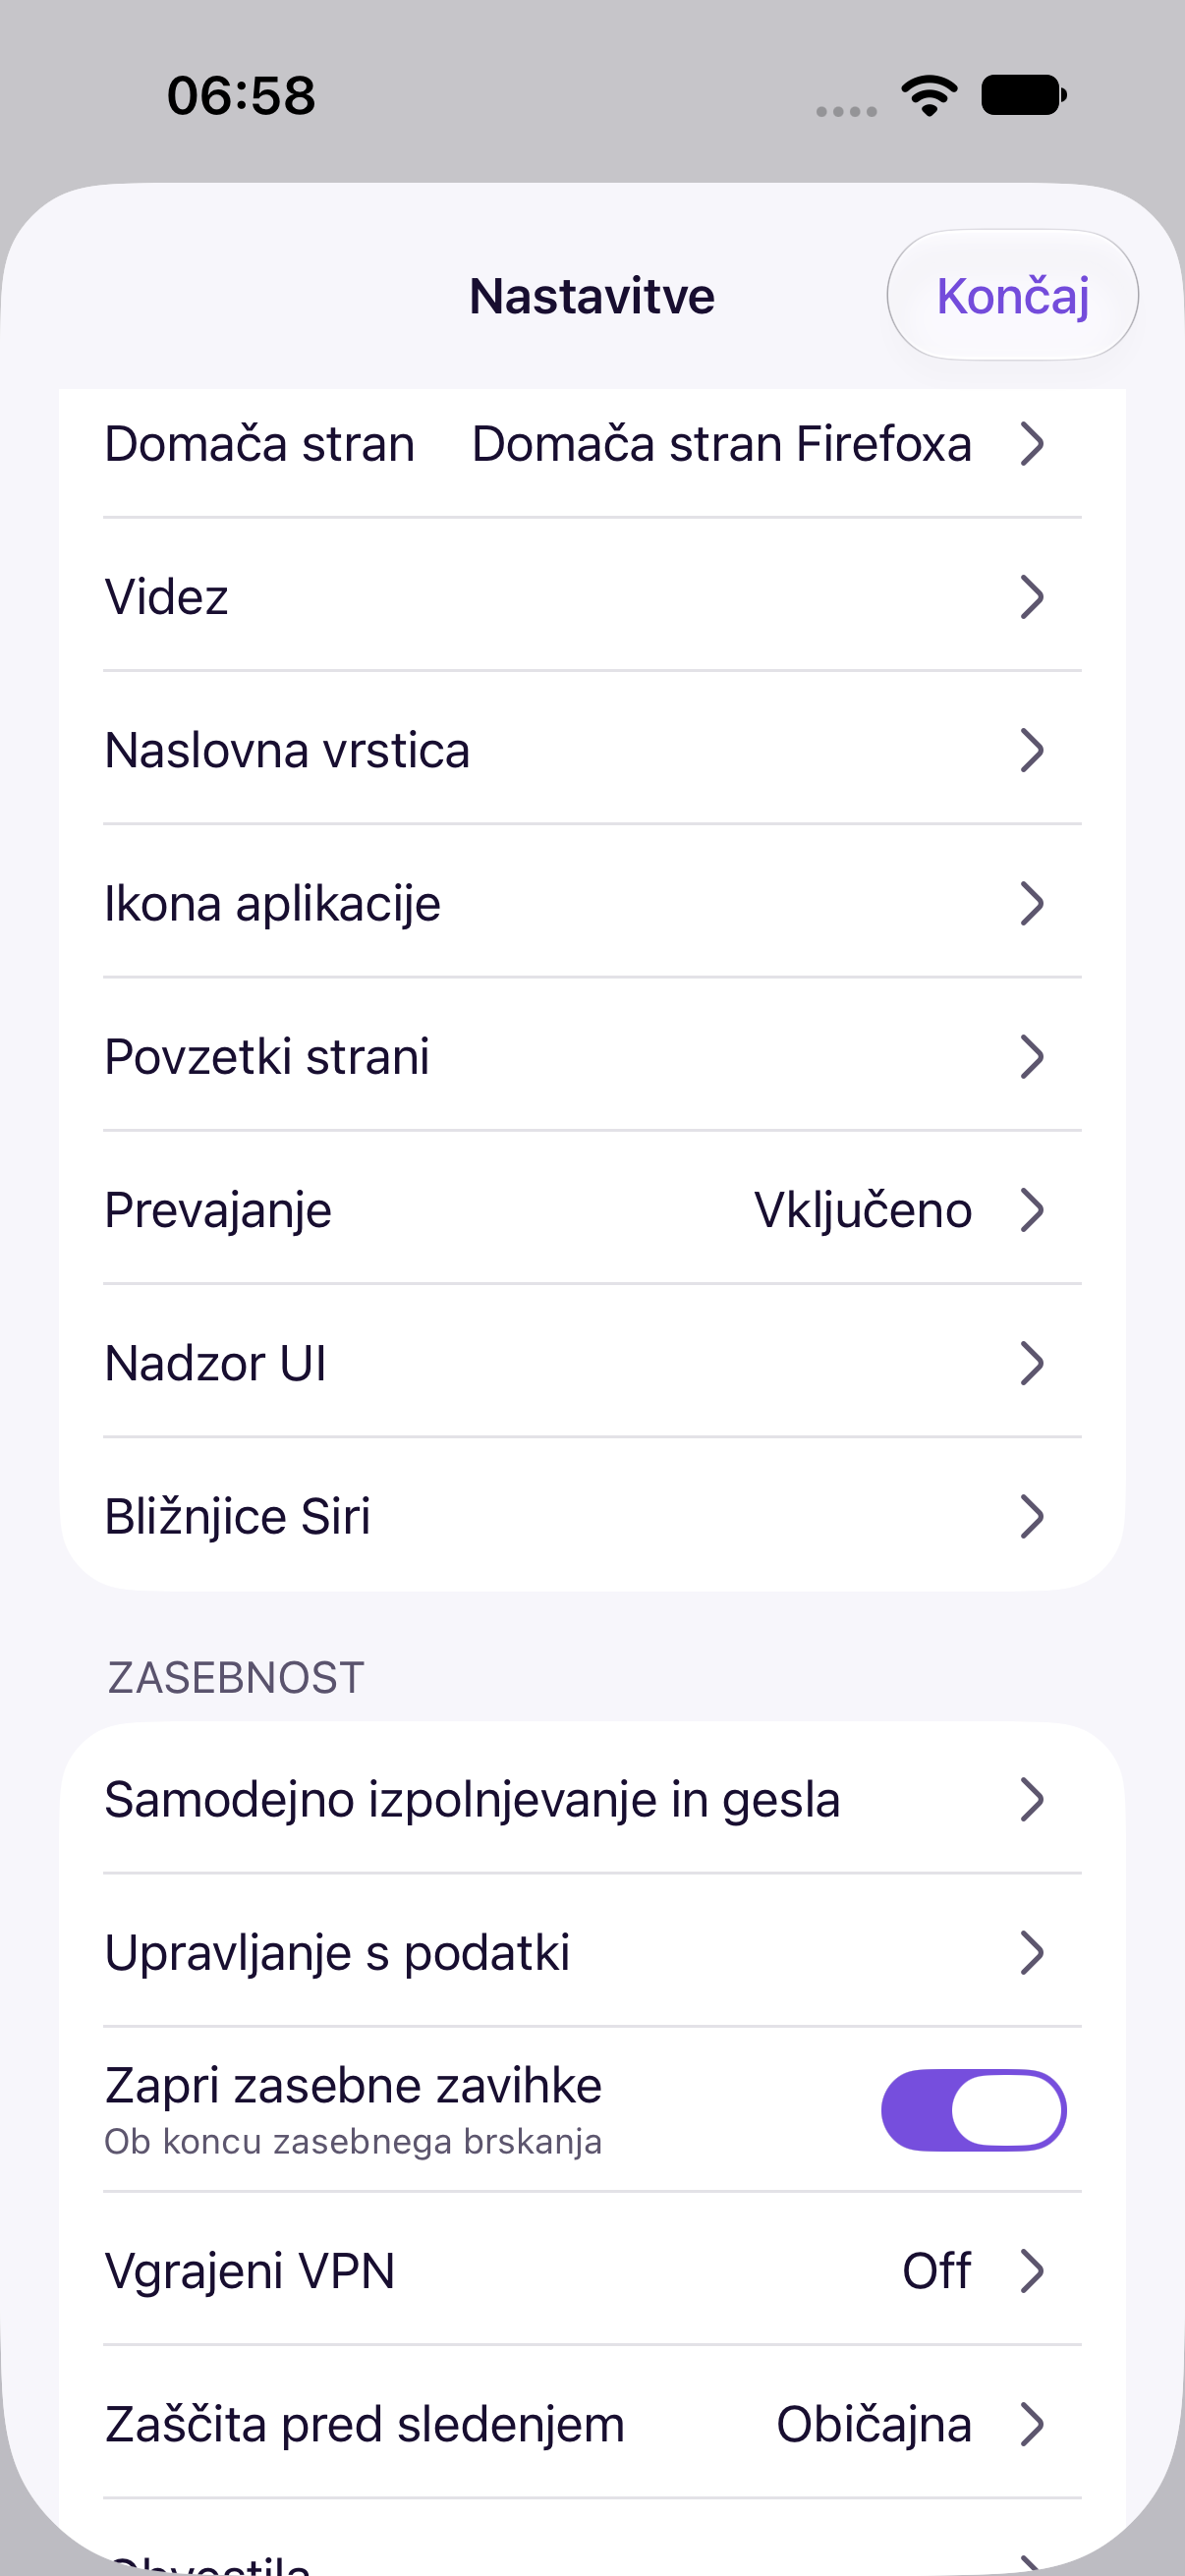 06:58
Nastavitve
Končaj
Domača stran Domača stran Firefoxa
Videz
Naslovna vrstica
Ikona aplikacije
Povzetki strani
Prevajanje Vključeno
Nadzor UI
Bližnjice Siri
ZASEBNOST
Samodejno izpolnjevanje in gesla
Upravljanje s podatki
Zapri zasebne zavihke
Ob koncu zasebnega brskanja
Vgrajeni VPN Off
Zaščita pred sledenjem Običajna
Obvestila